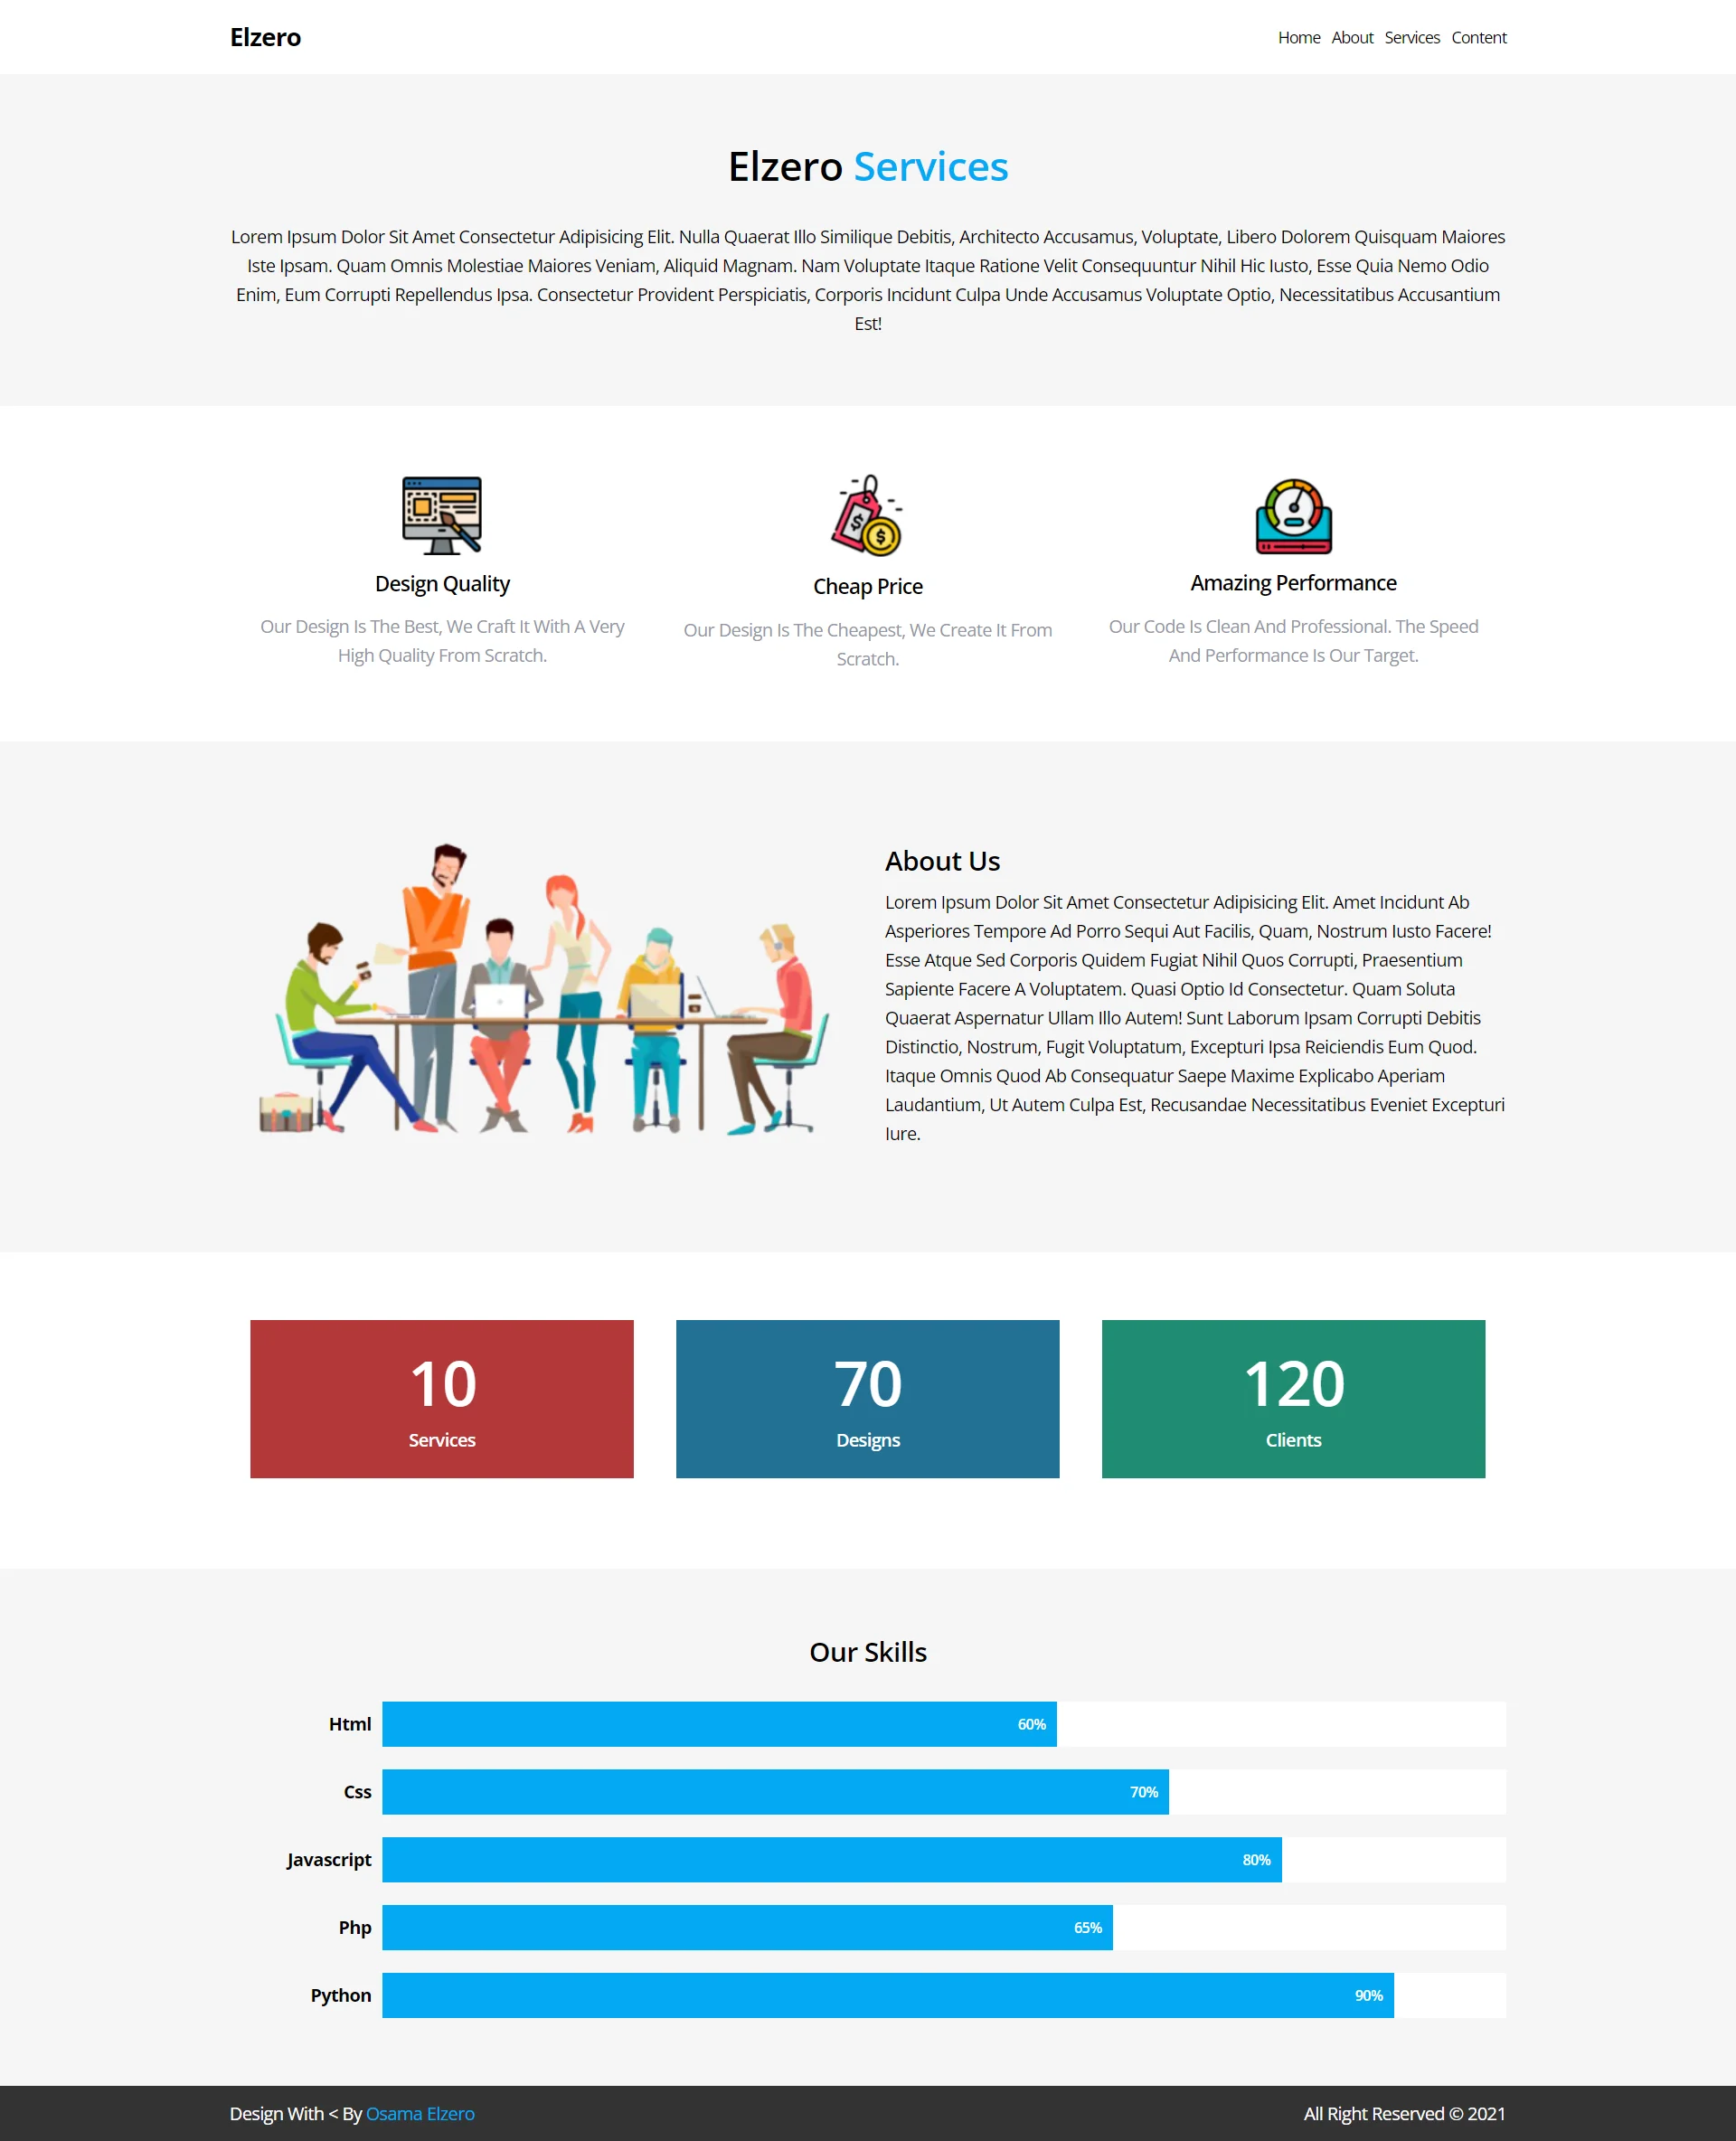 Elzero
Home About Services Content
Elzero Services
Lorem Ipsum Dolor Sit Amet Consectetur Adipisicing Elit. Nulla Quaerat Illo Similique Debitis, Architecto Accusamus, Voluptate, Libero Dolorem Quisquam Maiores
Iste Ipsam. Quam Omnis Molestiae Maiores Veniam, Aliquid Magnam. Nam Voluptate Itaque Ratione Velit Consequuntur Nihil Hic Iusto, Esse Quia Nemo Odio
Enim, Eum Corrupti Repellendus Ipsa. Consectetur Provident Perspiciatis, Corporis Incidunt Culpa Unde Accusamus Voluptate Optio, Necessitatibus Accusantium
Est!
Design Quality
Our Design Is The Best, We Craft It With A Very
High Quality From Scratch.
Cheap Price
Our Design Is The Cheapest, We Create It From
Scratch.
Amazing Performance
Our Code Is Clean And Professional. The Speed
And Performance Is Our Target.
About Us
Lorem Ipsum Dolor Sit Amet Consectetur Adipisicing Elit. Amet Incidunt Ab
Asperiores Tempore Ad Porro Sequi Aut Facilis, Quam, Nostrum Iusto Facere!
Esse Atque Sed Corporis Quidem Fugiat Nihil Quos Corrupti, Praesentium
Sapiente Facere A Voluptatem. Quasi Optio Id Consectetur. Quam Soluta
Quaerat Aspernatur Ullam Illo Autem! Sunt Laborum Ipsam Corrupti Debitis
Distinctio, Nostrum, Fugit Voluptatum, Excepturi Ipsa Reiciendis Eum Quod.
Itaque Omnis Quod Ab Consequatur Saepe Maxime Explicabo Aperiam
Laudantium, Ut Autem Culpa Est, Recusandae Necessitatibus Eveniet Excepturi
Iure.
10
Services
70
Designs
120
Clients
Our Skills
Html 60%
Css 70%
Javascript 80%
Php 65%
Python 90%
Design With < By Osama Elzero
All Right Reserved © 2021